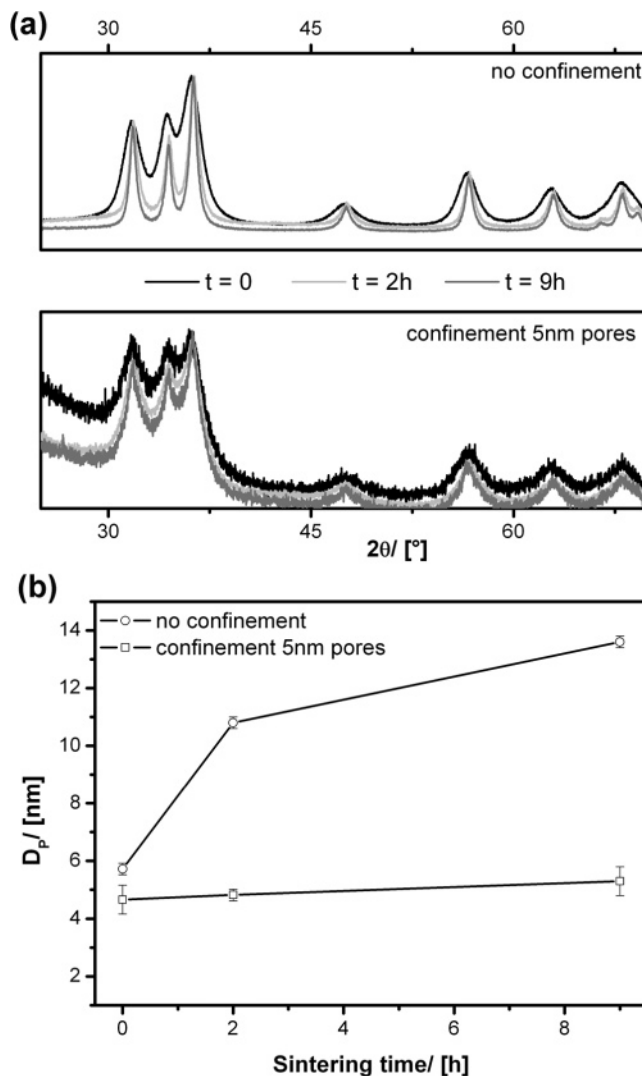 (a)
30 45 60
no confinement
t = 0 t = 2h t = 9h
confinement 5nm pores
30 45 60
2θ/ [°]
(b)
no confinement
confinement 5nm pores
14
12
10
8
6
4
2
D_P/ [nm]
0 2 4 6 8
Sintering time/ [h]